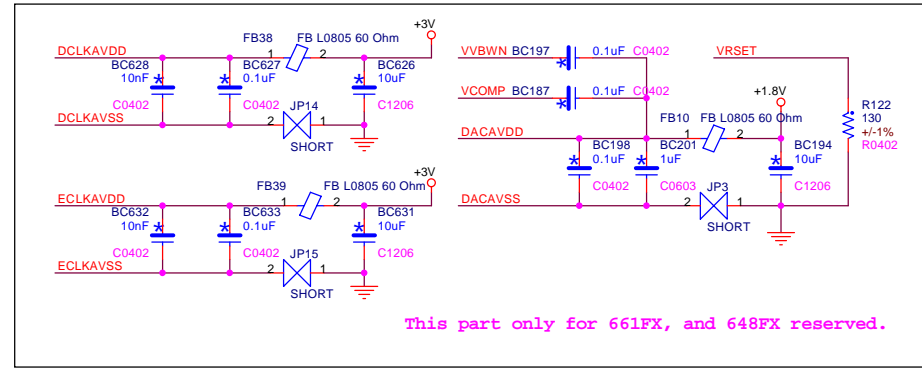 +3V
DCLKAVDD
FB38
FB L0805 60 Ohm
1
2
BC628
10nF
C0402
BC627
0.1uF
C0402
BC626
10uF
C1206
JP14
DCLKAVSS
2
1
SHORT
+3V
ECLKAVDD
FB39
FB L0805 60 Ohm
1
2
BC632
10nF
C0402
BC633
0.1uF
C0402
BC631
10uF
C1206
JP15
ECLKAVSS
2
1
SHORT
VVBWN
BC197
0.1uF
C0402
VCOMP
BC187
0.1uF
C0402
VRSET
R122
130
+/-1%
R0402
+1.8V
DACAVDD
FB10
FB L0805 60 Ohm
1
2
BC198
0.1uF
C0402
BC201
1uF
C0603
BC194
10uF
C1206
JP3
DACAVSS
2
1
SHORT
This part only for 661FX, and 648FX reserved.